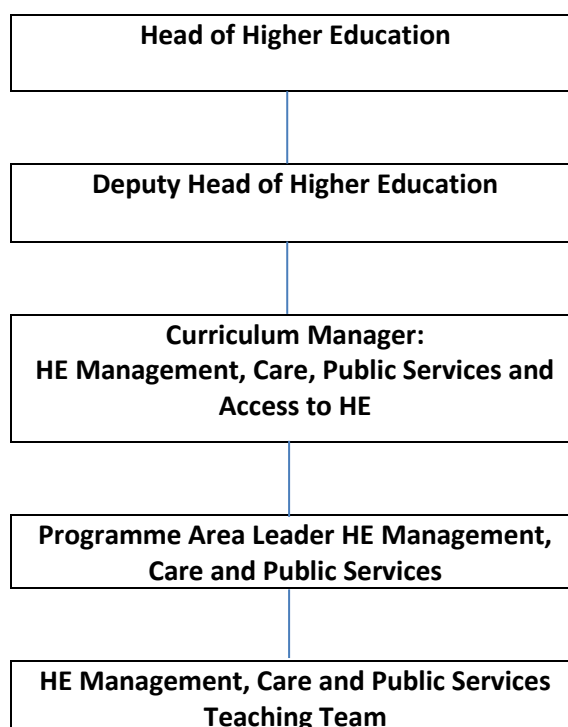 Head of Higher Education
Deputy Head of Higher Education
Curriculum Manager:
HE Management, Care, Public Services and
Access to HE
Programme Area Leader HE Management,
Care and Public Services
HE Management, Care and Public Services
Teaching Team